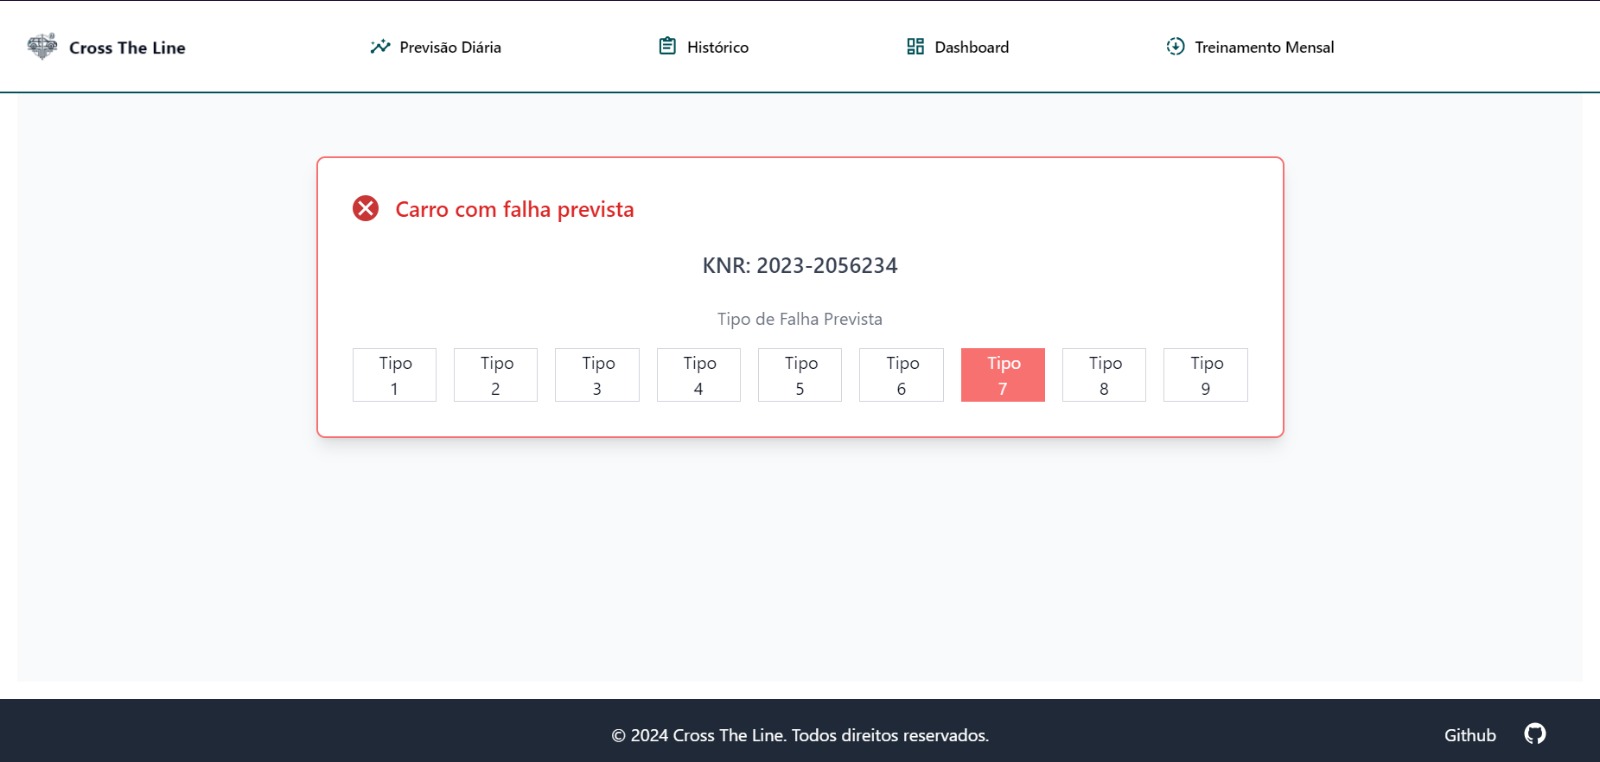 Cross The Line
Previsão Diária
Histórico
Dashboard
Treinamento Mensal
Carro com falha prevista
KNR: 2023-2056234
Tipo de Falha Prevista
Tipo
1
Tipo
2
Tipo
3
Tipo
4
Tipo
5
Tipo
6
Tipo
7
Tipo
8
Tipo
9
© 2024 Cross The Line. Todos direitos reservados.
Github